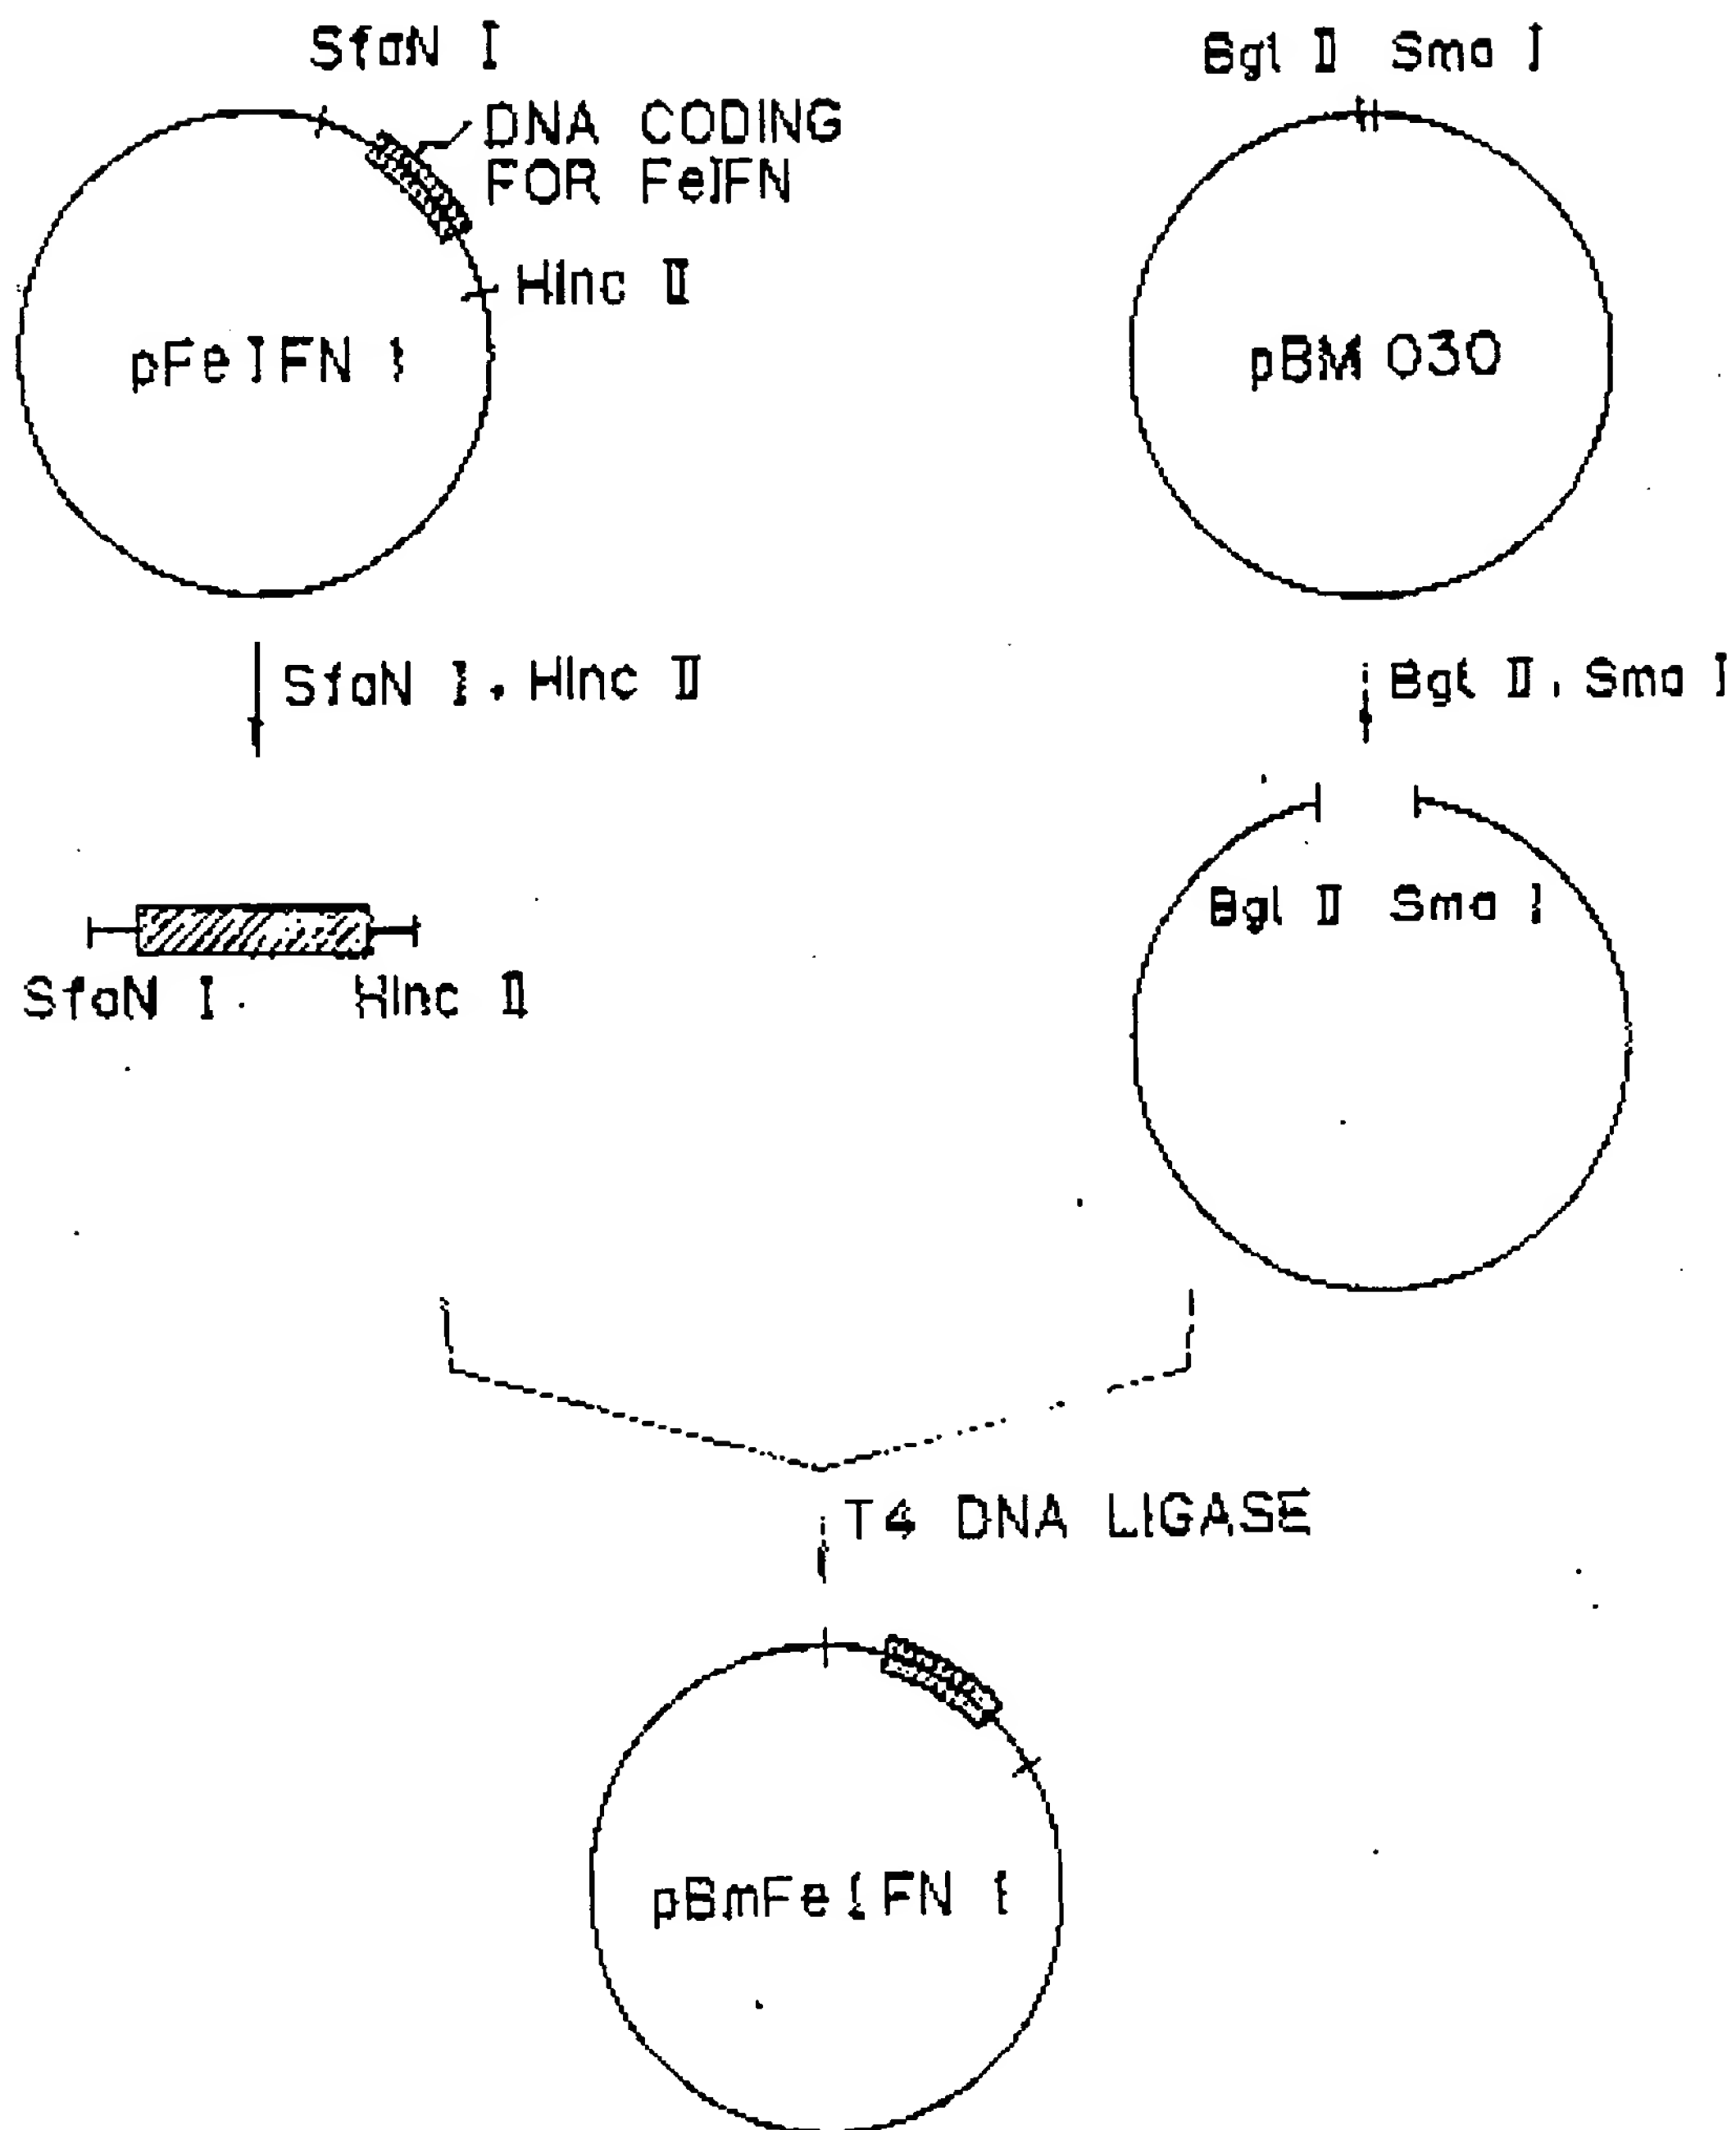 SfaN I
Bgl II Sma I
DNA CODING
FOR FeIFN
Hinc II
pFeIFN 1
pBM 030
SfaN I, Hinc II
Bgl II, Sma I
Bgl II Sma I
SfaN I
Hinc II
T4 DNA LIGASE
pBmFeIFN 1